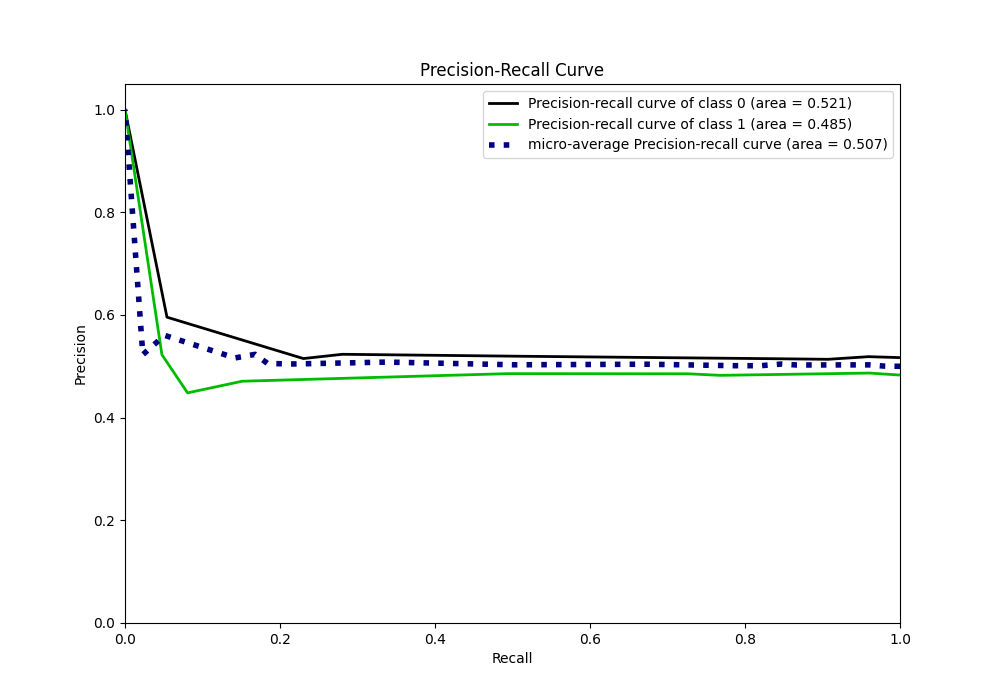 Precision-Recall Curve
Precision-recall curve of class 0 (area = 0.521)
Precision-recall curve of class 1 (area = 0.485)
micro-average Precision-recall curve (area = 0.507)
Precision
1.0
0.8
0.6
0.4
0.2
0.0
0.0 0.2 0.4 0.6 0.8 1.0
Recall